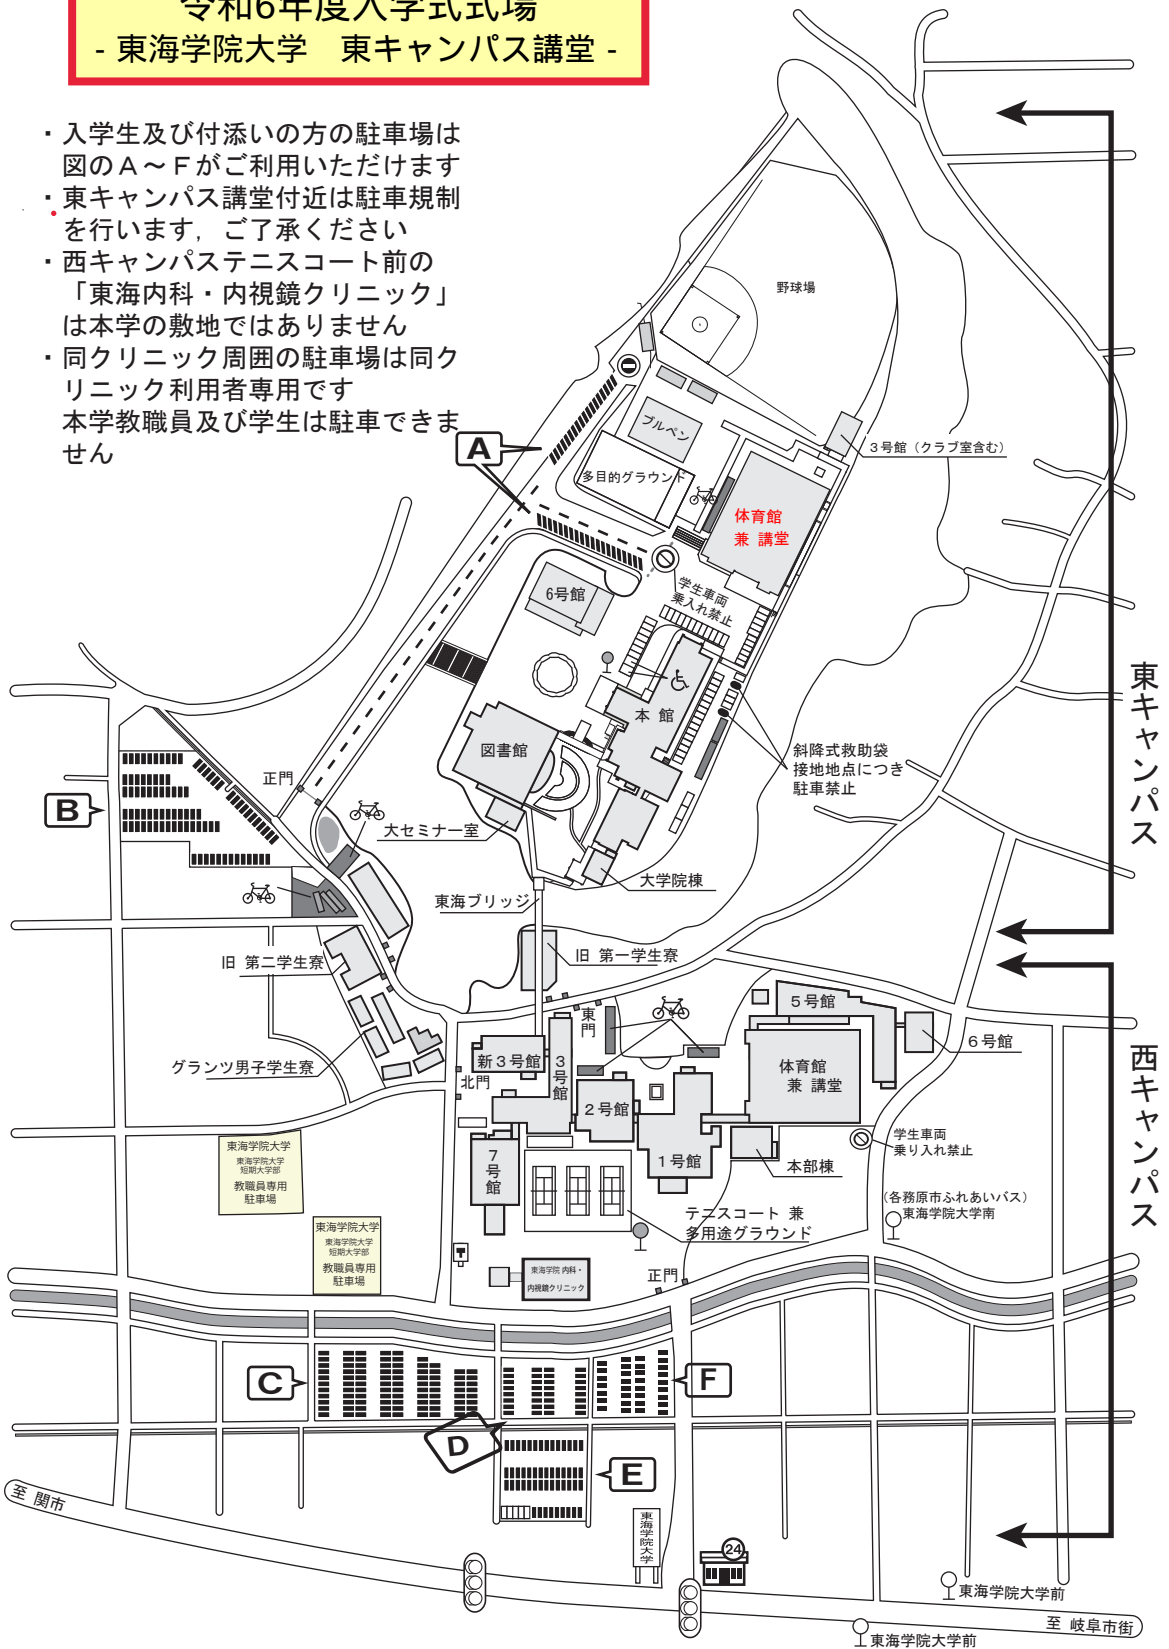 令和6年度入学式式場
- 東海学院大学　東キャンパス講堂 -
・入学生及び付添いの方の駐車場は
図のA～Fがご利用いただけます
・東キャンパス講堂付近は駐車規制
を行います，ご了承ください
・西キャンパステニスコート前の
「東海内科・内視鏡クリニック」
は本学の敷地ではありません
・同クリニック周囲の駐車場は同ク
リニック利用者専用です
本学教職員及び学生は駐車できま
せん
野球場
ブルペン
3号館（クラブ室含む）
A
多目的グラウンド
体育館
兼 講堂
学生車両
乗入れ禁止
6号館
本 館
図書館
斜降式救助袋
接地地点につき
駐車禁止
正門
B
大セミナー室
大学院棟
東海ブリッジ
東キャンパス
旧 第二学生寮
旧 第一学生寮
5号館
東門
6号館
新3号館
3号館
体育館
兼 講堂
グランツ男子学生寮
北門
2号館
西キャンパス
東海学院大学
東海学院大学
短期大学部
教職員専用
駐車場
7号館
1号館
本部棟
学生車両
乗り入れ禁止
(各務原市ふれあいバス)
東海学院大学南
テニスコート 兼
多用途グラウンド
東海学院大学
東海学院大学
短期大学部
教職員専用
駐車場
東海学院 内科・
内視鏡クリニック
正門
C
F
D
E
至 関市
東海学院大学
24
東海学院大学前
至 岐阜市街
東海学院大学前